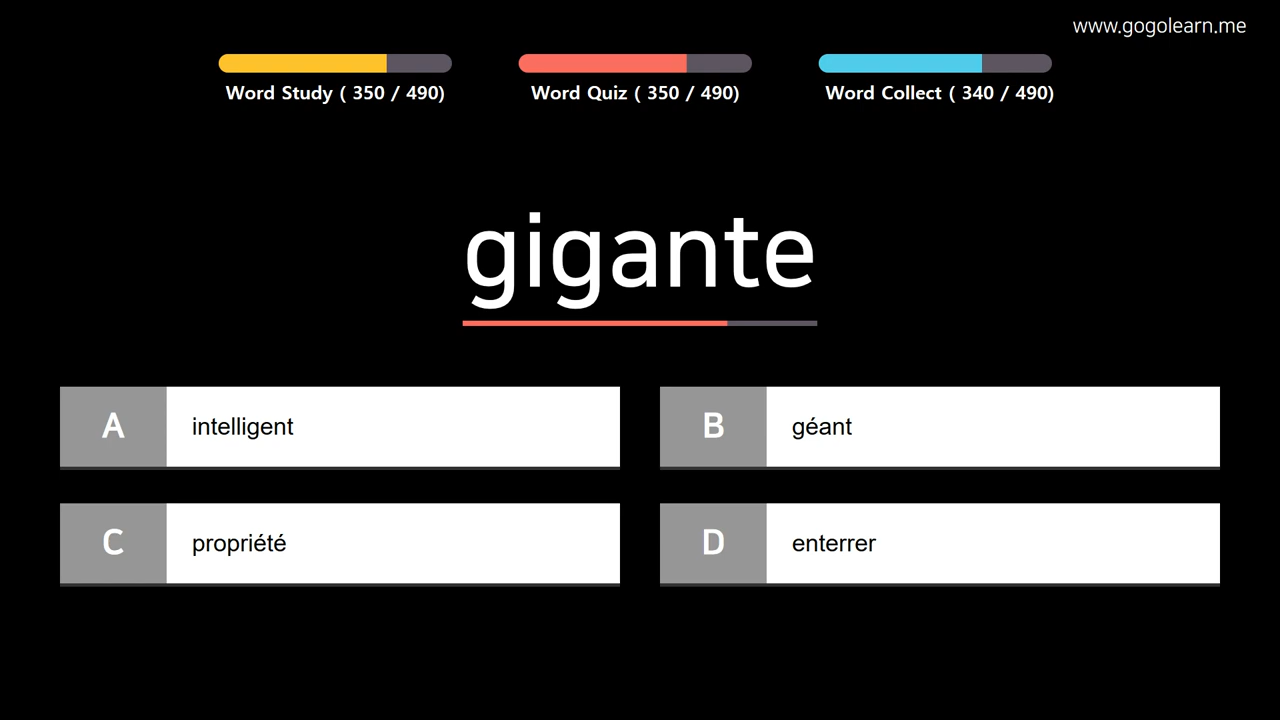 www.gogolearn.me
Word Study ( 350 / 490)
Word Quiz ( 350 / 490)
Word Collect ( 340 / 490)
gigante
A intelligent
B géant
C propriété
D enterrer